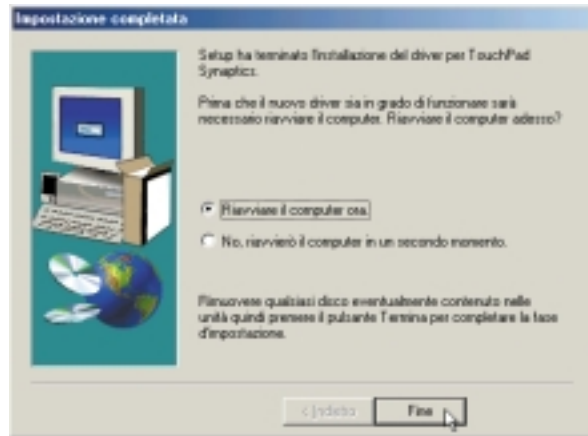 Impostazione completata
Setup ha terminato l'installazione del driver per TouchPad
Synaptics.
Prima che il nuovo driver sia in grado di funzionare sarà
necessario riavviare il computer. Riavviare il computer adesso?
Riavviare il computer ora.
No, riavvierò il computer in un secondo momento.
Rimuovere qualsiasi disco eventualmente contenuto nelle
unità quindi premere il pulsante Termina per completare la fase
d'impostazione.
< Indietro Fine